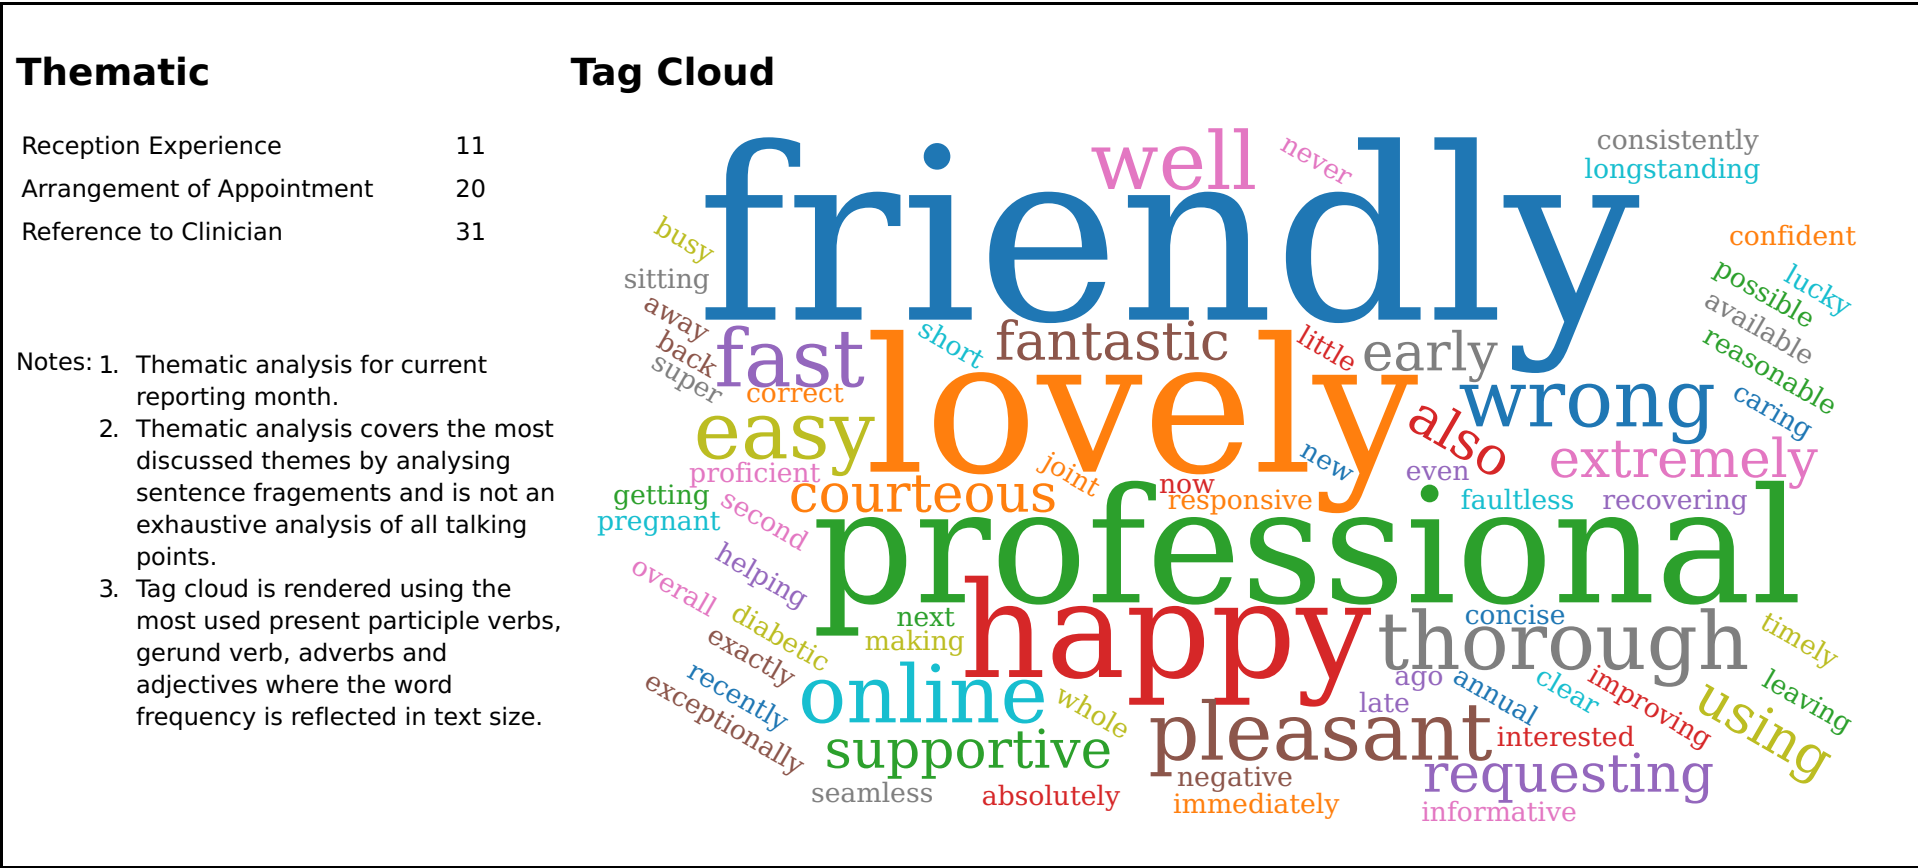 Thematic
Tag Cloud
Reception Experience 11
Arrangement of Appointment 20
Reference to Clinician 31
Notes: 1. Thematic analysis for current
reporting month.
2. Thematic analysis covers the most
discussed themes by analysing
sentence fragements and is not an
exhaustive analysis of all talking
points.
3. Tag cloud is rendered using the
most used present participle verbs,
gerund verb, adverbs and
adjectives where the word
frequency is reflected in text size.
friendly
well
never
consistently
longstanding
busy
sitting
away
back
super
confident
lucky
possible
available
reasonable
caring
fast
short
fantastic
little
early
correct
lovely
wrong
easy
also
extremely
proficient
joint
new
even
now
courteous
responsive
faultless
recovering
getting
pregnant
second
professional
helping
overall
diabetic
exactly
next
making
happy
concise
thorough
timely
recently
exceptionally
online
whole
ago
late
annual
clear
improving
leaving
using
pleasant
interested
supportive
negative
requesting
seamless
absolutely
immediately
informative